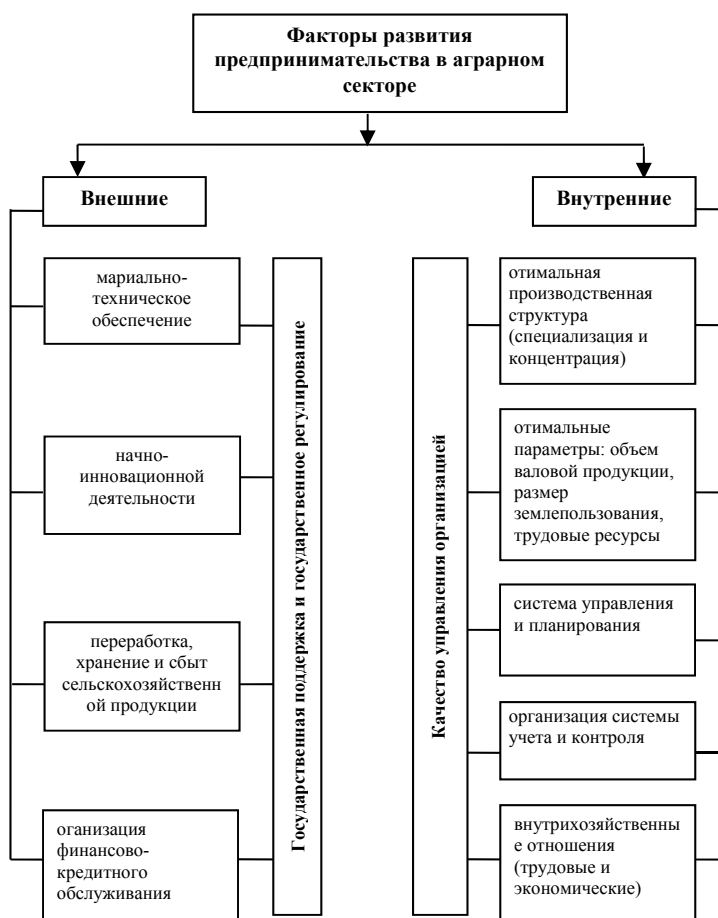 Факторы развития
предпринимательства в аграрном
секторе
Внешние
Внутренние
мариально-
техническое
обеспечение
начно-
инновационной
деятельности
переработка,
хранение и сбыт
сельскохозяйственн
ой продукции
оганизация
финансово-
кредитного
обслуживания
Государственная поддержка и государственное регулирование
Качество управления организацией
отимальная
производственная
структура
(специализация и
концентрация)
отимальные
параметры: объем
валовой продукции,
размер
землепользования,
трудовые ресурсы
система управления
и планирования
организация системы
учета и контроля
внутрихозяйственны
е отношения
(трудовые и
экономические)